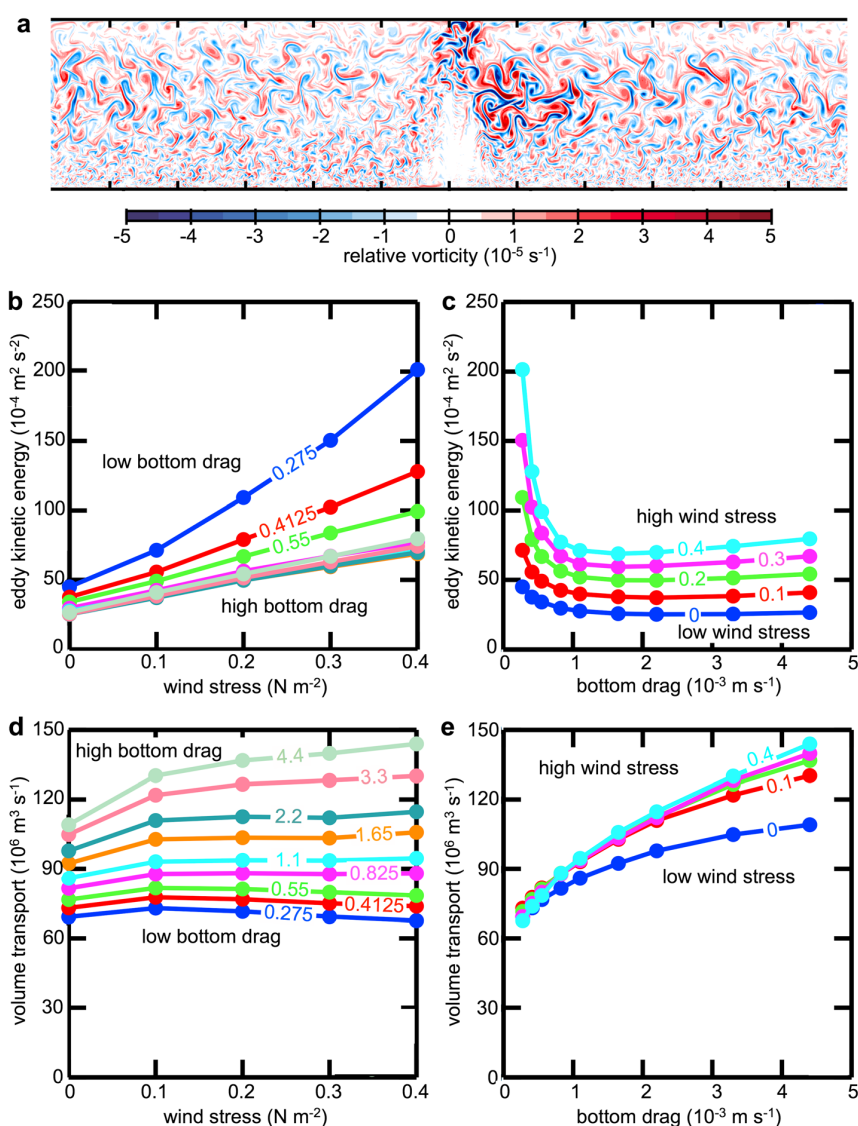 a
-5 -4 -3 -2 -1 0 1 2 3 4 5
relative vorticity (10⁻⁵ s⁻¹)
b
250
200
150
100
50
0
eddy kinetic energy (10⁻⁴ m² s⁻²)
low bottom drag
0.275
0.4125
0.55
high bottom drag
0 0.1 0.2 0.3 0.4
wind stress (N m⁻²)
c
250
200
150
100
50
0
eddy kinetic energy (10⁻⁴ m² s⁻²)
high wind stress
0.4
0.3
0.2
0.1
0
low wind stress
0 1 2 3 4 5
bottom drag (10⁻³ m s⁻¹)
d
150
120
90
60
30
0
volume transport (10⁶ m³ s⁻¹)
high bottom drag
4.4
3.3
2.2
1.65
1.1
0.825
0.55
0.4125
0.275
low bottom drag
0 0.1 0.2 0.3 0.4
wind stress (N m⁻²)
e
150
120
90
60
30
0
volume transport (10⁶ m³ s⁻¹)
high wind stress
0.4
0.1
0
low wind stress
0 1 2 3 4 5
bottom drag (10⁻³ m s⁻¹)